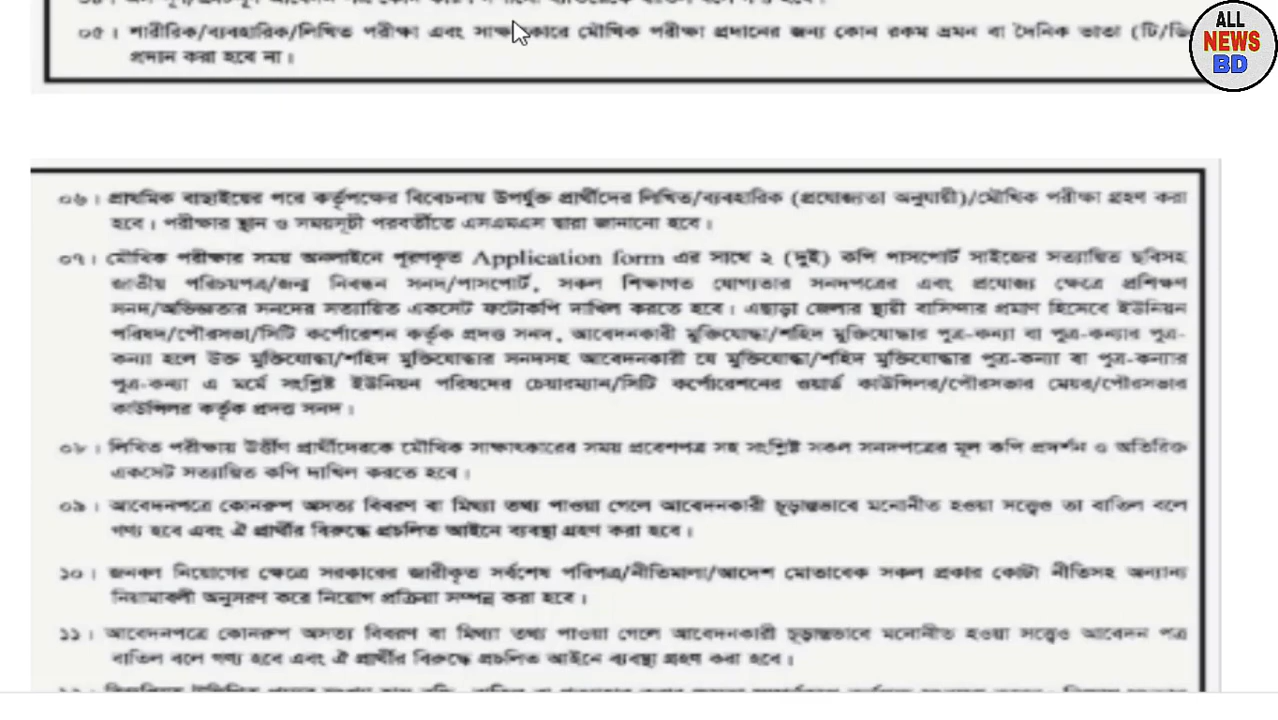 ০৫। শারীরিক/ব্যবহারিক/লিখিত পরীক্ষা এবং সাক্ষাৎকারে মৌখিক পরীক্ষা প্রদানের জন্য কোন রকম ভ্রমন বা দৈনিক ভাতা (টি/ডি
প্রদান করা হবে না।
ALL
NEWS
BD
০৬। প্রাথমিক বাছাইয়ের পরে কর্তৃপক্ষের বিবেচনায় উপর্যুক্ত প্রার্থীদের লিখিত/ব্যবহারিক (প্রযোজ্যতা অনুযায়ী)/মৌখিক পরীক্ষা গ্রহণ করা
হবে। পরীক্ষার স্থান ও সময়সূচী পরবর্তীতে এসএমএস দ্বারা জানানো হবে।
০৭। মৌখিক পরীক্ষার সময় অনলাইনে পূরণকৃত Application form এর সাথে ২ (দুই) কপি পাসপোর্ট সাইজের সত্যায়িত ছবিসহ
জাতীয় পরিচয়পত্র/জন্ম নিবন্ধন সনদ/পাসপোর্ট, সকল শিক্ষাগত যোগ্যতার সনদপত্রের এবং প্রযোজ্য ক্ষেত্রে প্রশিক্ষণ
সনদ/অভিজ্ঞতার সনদের সত্যায়িত একসেট ফটোকপি দাখিল করতে হবে। এছাড়া জেলার স্থায়ী বাসিন্দার প্রমাণ হিসেবে ইউনিয়ন
পরিষদ/পৌরসভা/সিটি কর্পোরেশন কর্তৃক প্রদত্ত সনদ, আবেদনকারী মুক্তিযোদ্ধা/শহিদ মুক্তিযোদ্ধার পুত্র-কন্যা বা পুত্র-কন্যার পুত্র-
কন্যা হলে উক্ত মুক্তিযোদ্ধা/শহিদ মুক্তিযোদ্ধার সনদসহ আবেদনকারী যে মুক্তিযোদ্ধা/শহিদ মুক্তিযোদ্ধার পুত্র-কন্যা বা পুত্র-কন্যার
পুত্র-কন্যা এ মর্মে সংশ্লিষ্ট ইউনিয়ন পরিষদের চেয়ারম্যান/সিটি কর্পোরেশনের ওয়ার্ড কাউন্সিলর/পৌরসভার মেয়র/পৌরসভার
কাউন্সিলর কর্তৃক প্রদত্ত সনদ।
০৮। লিখিত পরীক্ষায় উর্ত্তীণ প্রার্থীদেরকে মৌখিক সাক্ষাৎকারের সময় প্রবেশপত্র সহ সংশ্লিষ্ট সকল সনদপত্রের মূল কপি প্রদর্শন ও অতিরিক্ত
একসেট সত্যায়িত কপি দাখিল করতে হবে।
০৯। আবেদনপত্রে কোনরুপ অসত্য বিবরণ বা মিথ্যা তথ্য পাওয়া গেলে আবেদনকারী চূড়ান্তভাবে মনোনীত হওয়া সত্ত্বেও তা বাতিল বলে
গণ্য হবে এবং ঐ প্রার্থীর বিরুদ্ধে প্রচলিত আইনে ব্যবস্থা গ্রহণ করা হবে।
১০। জনবল নিয়োগের ক্ষেত্রে সরকারের জারীকৃত সর্বশেষ পরিপত্র/নীতিমালা/আদেশ মোতাবেক সকল প্রকার কোটা নীতিসহ অন্যান্য
নিয়মাবলী অনুসরণ করে নিয়োগ প্রক্রিয়া সম্পন্ন করা হবে।
১১। আবেদনপত্রে কোনরুপ অসত্য বিবরণ বা মিথ্যা তথ্য পাওয়া গেলে আবেদনকারী চূড়ান্তভাবে মনোনীত হওয়া সত্ত্বেও আবেদন পত্র
বাতিল বলে গণ্য হবে এবং ঐ প্রার্থীর বিরুদ্ধে প্রচলিত আইনে ব্যবস্থা গ্রহণ করা হবে।